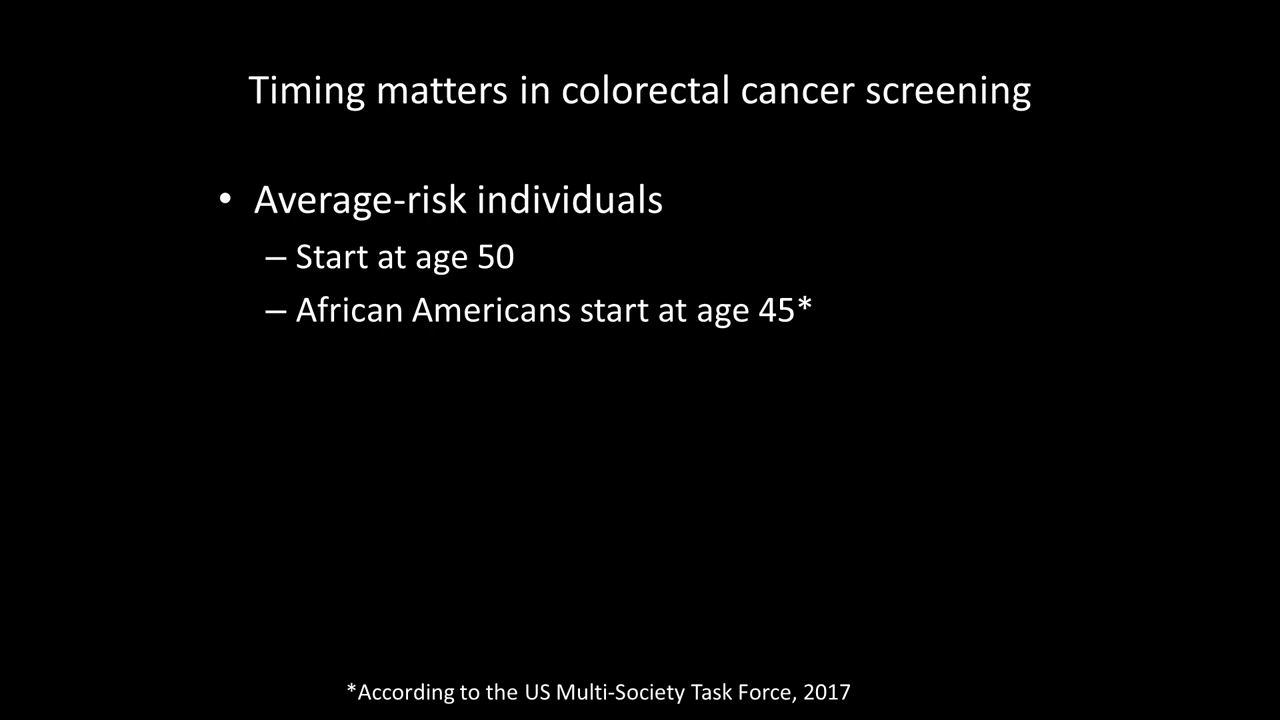 Timing matters in colorectal cancer screening
• Average-risk individuals
– Start at age 50
– African Americans start at age 45*
*According to the US Multi-Society Task Force, 2017